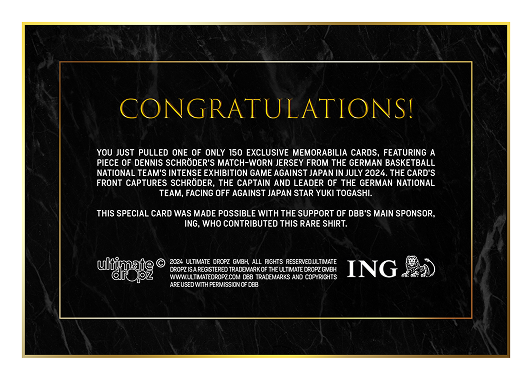 CONGRATULATIONS!
YOU JUST PULLED ONE OF ONLY 150 EXCLUSIVE MEMORABILIA CARDS, FEATURING A
PIECE OF DENNIS SCHRÖDER'S MATCH-WORN JERSEY FROM THE GERMAN BASKETBALL
NATIONAL TEAM'S INTENSE EXHIBITION GAME AGAINST JAPAN IN JULY 2024. THE CARD'S
FRONT CAPTURES SCHRÖDER, THE CAPTAIN AND LEADER OF THE GERMAN NATIONAL
TEAM, FACING OFF AGAINST JAPAN STAR YUKI TOGASHI.
THIS SPECIAL CARD WAS MADE POSSIBLE WITH THE SUPPORT OF DBB'S MAIN SPONSOR,
ING, WHO CONTRIBUTED THIS RARE SHIRT.
ultimate dropz ©
2024 ULTIMATE DROPZ GMBH, ALL RIGHTS RESERVED.ULTIMATE
DROPZ IS A REGISTERED TRADEMARK OF THE ULTIMATE DROPZ GMBH
WWW.ULTIMATEDROPZ.COM DBB TRADEMARKS AND COPYRIGHTS
ARE USED WITH PERMISSION OF DBB
ING